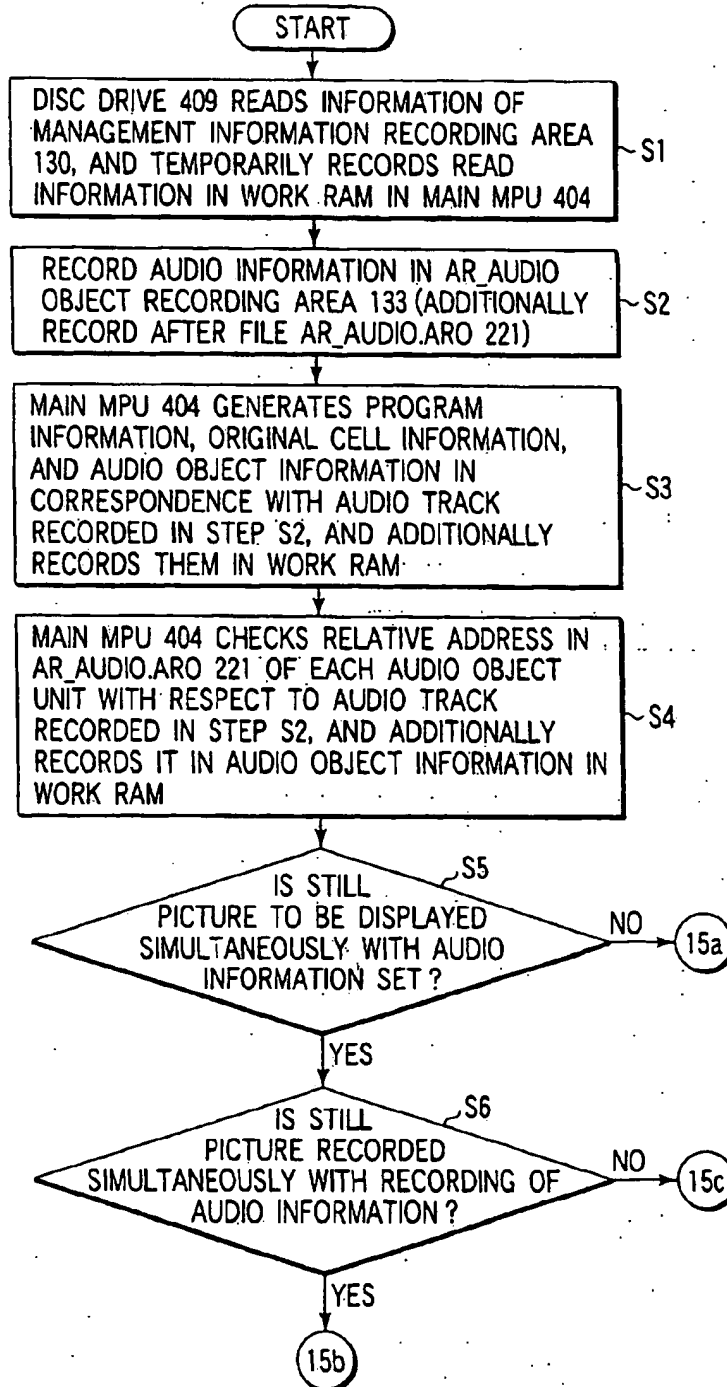 START
DISC DRIVE 409 READS INFORMATION OF
MANAGEMENT INFORMATION RECORDING AREA
130, AND TEMPORARILY RECORDS READ
INFORMATION IN WORK RAM IN MAIN MPU 404
S1
RECORD AUDIO INFORMATION IN AR_AUDIO
OBJECT RECORDING AREA 133 (ADDITIONALLY
RECORD AFTER FILE AR_AUDIO.ARO 221)
S2
MAIN MPU 404 GENERATES PROGRAM
INFORMATION, ORIGINAL CELL INFORMATION,
AND AUDIO OBJECT INFORMATION IN
CORRESPONDENCE WITH AUDIO TRACK
RECORDED IN STEP S2, AND ADDITIONALLY
RECORDS THEM IN WORK RAM
S3
MAIN MPU 404 CHECKS RELATIVE ADDRESS IN
AR_AUDIO.ARO 221 OF EACH AUDIO OBJECT
UNIT WITH RESPECT TO AUDIO TRACK
RECORDED IN STEP S2, AND ADDITIONALLY
RECORDS IT IN AUDIO OBJECT INFORMATION IN
WORK RAM
S4
S5
IS STILL
PICTURE TO BE DISPLAYED
SIMULTANEOUSLY WITH AUDIO
INFORMATION SET ?
NO
15a
YES
S6
IS STILL
PICTURE RECORDED
SIMULTANEOUSLY WITH RECORDING OF
AUDIO INFORMATION ?
NO
15c
YES
15b